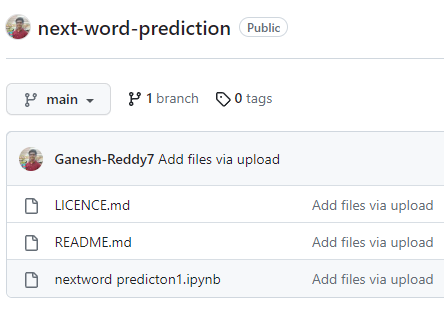 next-word-prediction Public
main 1 branch 0 tags
Ganesh-Reddy7 Add files via upload
LICENCE.md Add files via upload
README.md Add files via upload
nextword predicton1.ipynb Add files via upload